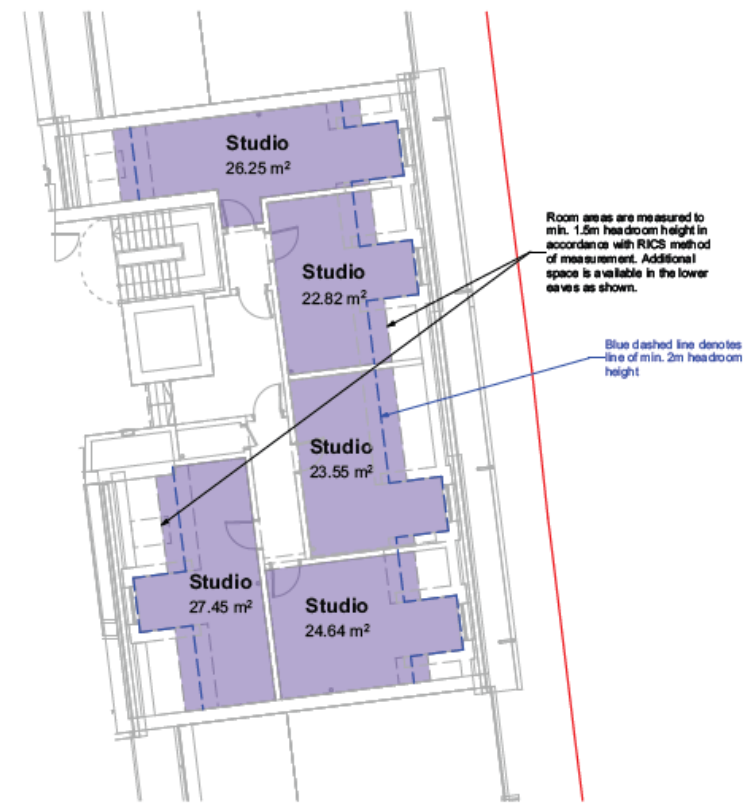 Studio
26.25 m²
Room areas are measured to
min. 1.5m headroom height in
accordance with RICS method
of measurement. Additional
space is available in the lower
eaves as shown.
Studio
22.82 m²
Blue dashed line denotes
line of min. 2m headroom
height
Studio
23.55 m²
Studio
27.45 m²
Studio
24.64 m²